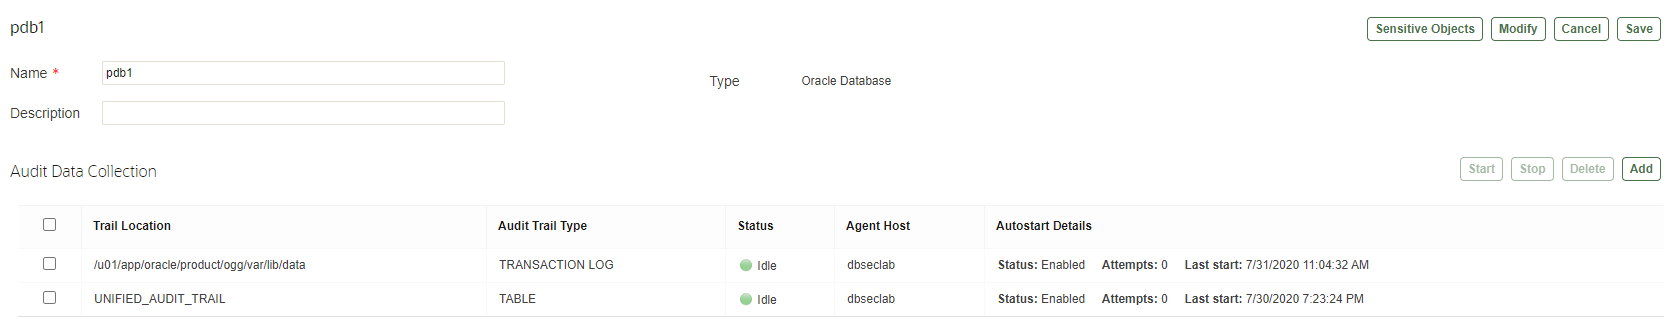 pdb1
Sensitive Objects Modify Cancel Save
Name * pdb1
Type Oracle Database
Description
Audit Data Collection
Start Stop Delete Add
Trail Location Audit Trail Type Status Agent Host Autostart Details
/u01/app/oracle/product/ogg/var/lib/data TRANSACTION LOG Idle dbseclab Status: Enabled Attempts: 0 Last start: 7/31/2020 11:04:32 AM
UNIFIED_AUDIT_TRAIL TABLE Idle dbseclab Status: Enabled Attempts: 0 Last start: 7/30/2020 7:23:24 PM